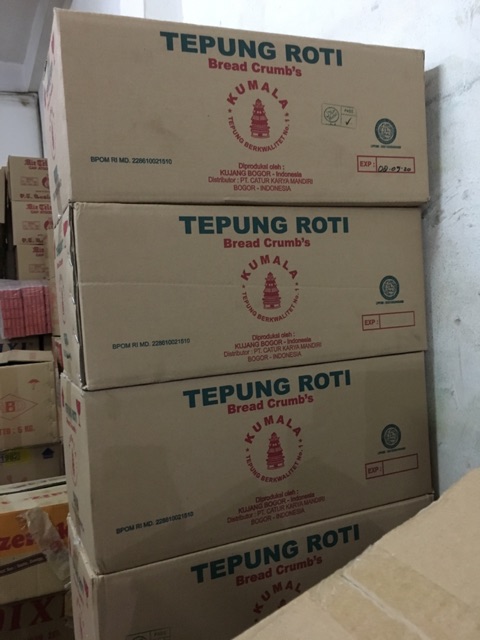 TEPUNG ROTI
Bread Crumb's
KUMALA
TEPUNG BERKWALITET No. 1
BPOM RI MD. 228610021510
Diproduksi oleh :
KUJANG BOGOR - Indonesia
Distributor : PT. CATUR KARYA MANDIRI
BOGOR - INDONESIA
EXP : 08-09-20
TEPUNG ROTI
Bread Crumb's
KUMALA
TEPUNG BERKWALITET No. 1
BPOM RI MD. 228610021510
Diproduksi oleh :
KUJANG BOGOR - Indonesia
Distributor : PT. CATUR KARYA MANDIRI
BOGOR - INDONESIA
EXP :
TEPUNG ROTI
Bread Crumb's
KUMALA
TEPUNG BERKWALITET No. 1
BPOM RI MD. 228610021510
Diproduksi oleh :
KUJANG BOGOR - Indonesia
Distributor : PT. CATUR KARYA MANDIRI
BOGOR - INDONESIA
EXP :
TEPUNG ROTI
Bread Crumb's